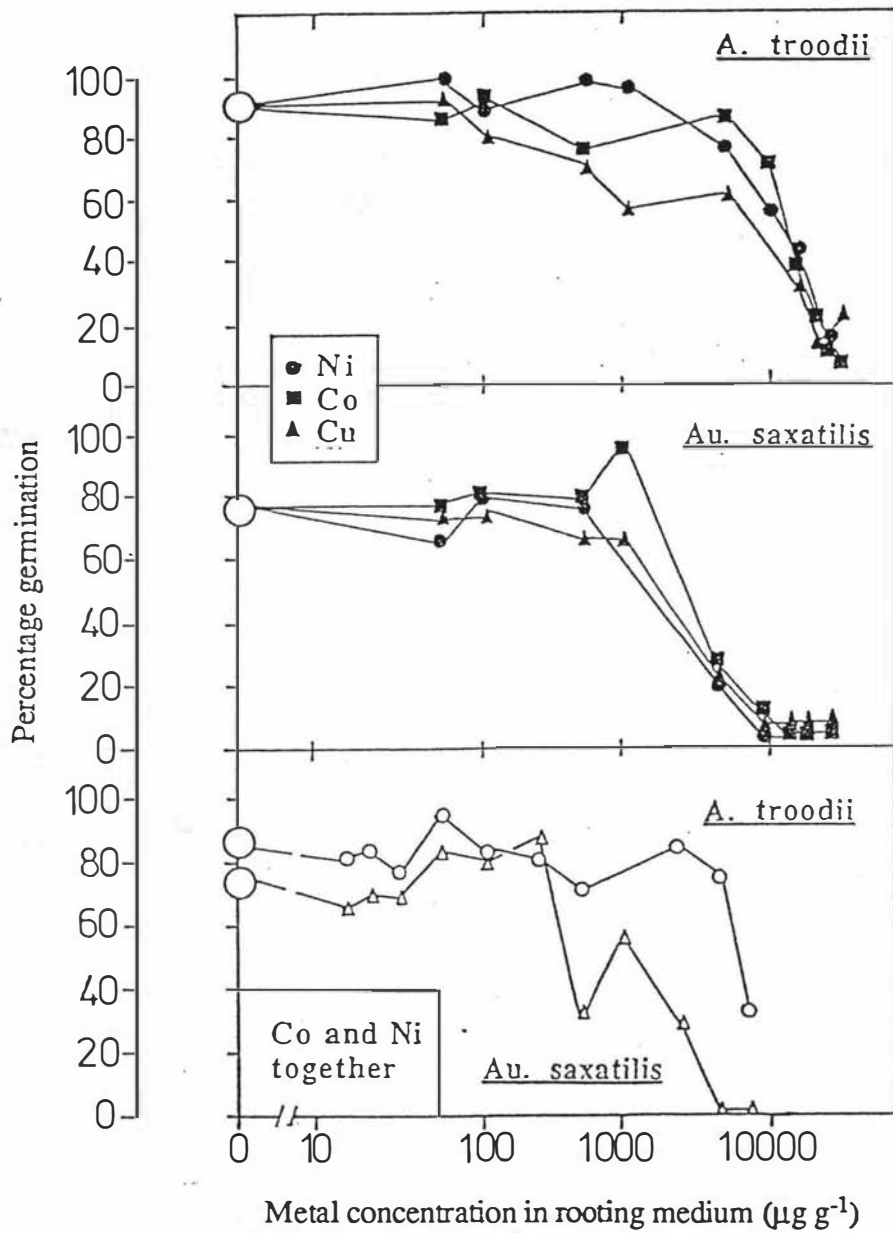 A. troodii
100
80
60
40
20
0
Ni
Co
Cu
Au. saxatilis
100
80
60
40
20
0
Percentage germination
A. troodii
100
80
60
40
20
0
Co and Ni
together
Au. saxatilis
0 10 100 1000 10000
Metal concentration in rooting medium (µg g-1)